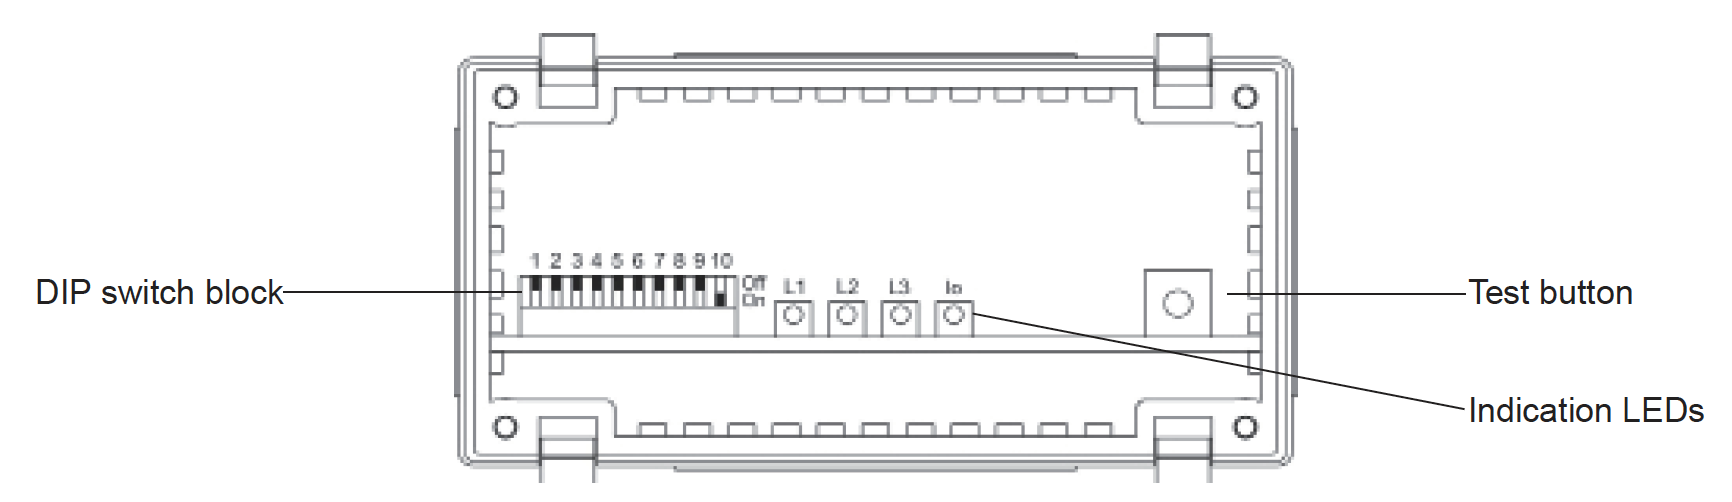 1 2 3 4 5 6 7 8 9 10
DIP switch block
Off
On
L1 L2 L3 Io
Test button
Indication LEDs